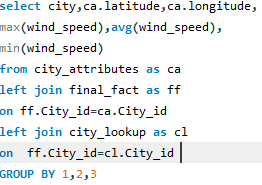 select city,ca.latitude,ca.longitude,
max(wind_speed),avg(wind_speed),
min(wind_speed)
from city_attributes as ca
left join final_fact as ff
on ff.City_id=ca.City_id
left join city_lookup as cl
on  ff.City_id=cl.City_id
GROUP BY 1,2,3